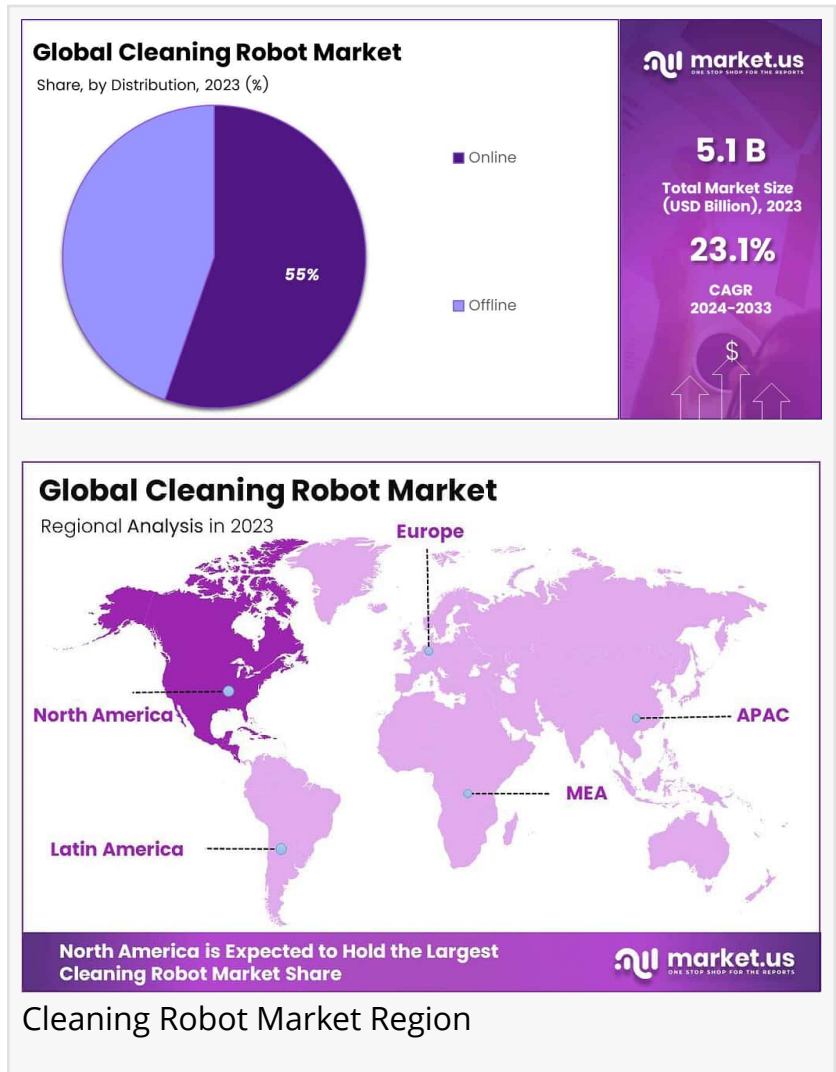 Global Cleaning Robot Market
Share, by Distribution, 2023 (%)
55%
Online
Offline
market.us
ONE STOP SHOP FOR THE REPORTS
5.1 B
Total Market Size
(USD Billion), 2023
23.1%
CAGR
2024-2033
$
Global Cleaning Robot Market
Regional Analysis in 2023
Europe
North America
APAC
MEA
Latin America
North America is Expected to Hold the Largest
Cleaning Robot Market Share
market.us
ONE STOP SHOP FOR THE REPORTS
Cleaning Robot Market Region